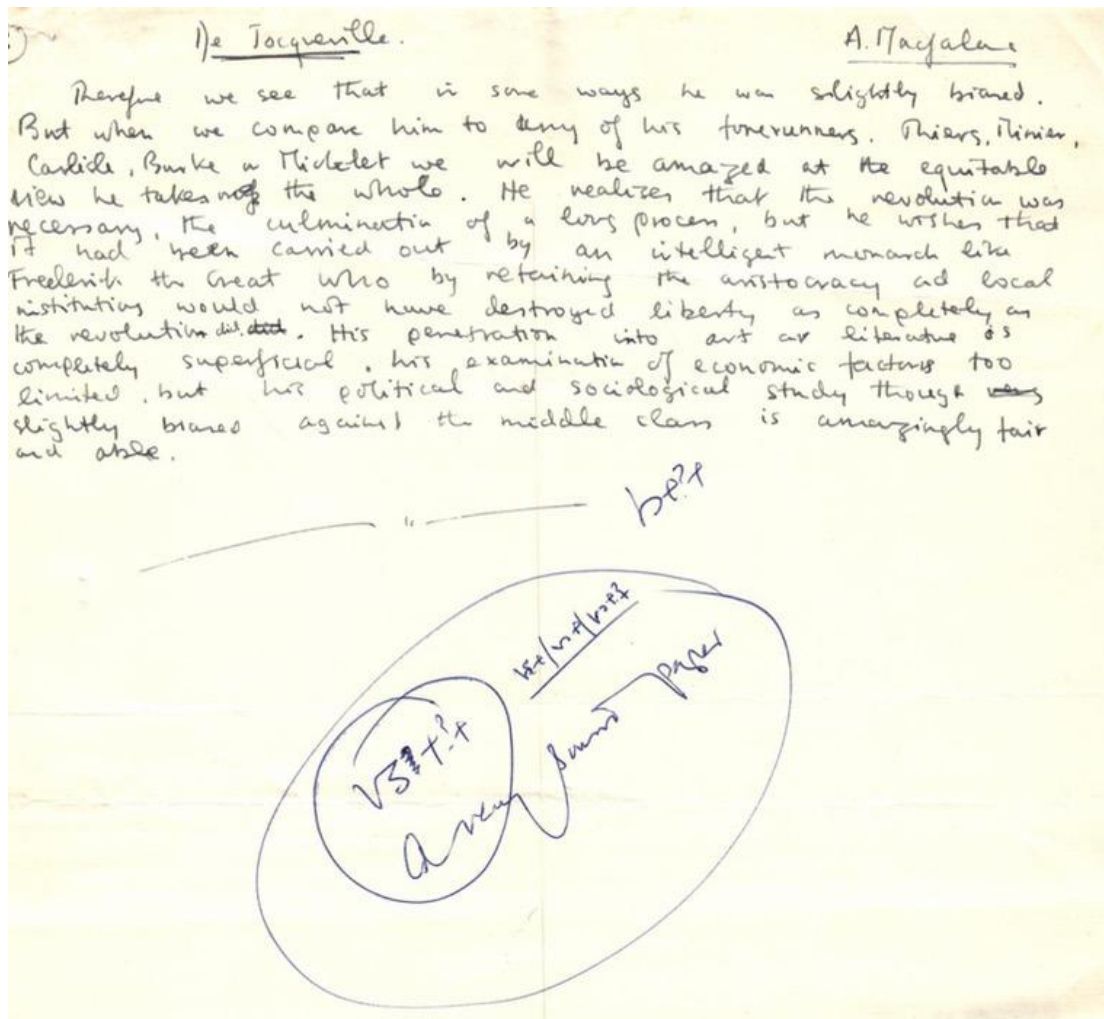 De Tocqueville. A. Macfarlane
Therefore we see that in some ways he was slightly biased.
But when we compare him to any of his forerunners. Thiers, Minier,
Carlisle, Burke or Michelet we will be amazed at the equitable
view he takes of the whole. He realizes that the revolution was
necessary, the culmination of a long process, but he wishes that
it had been carried out by an intelligent monarch like
Frederik the Great who by retaining the aristocracy and local
institutions would not have destroyed liberty as completely as
the revolution did. His penetration into art or literature is
completely superficial, his examination of economic factors too
limited, but his political and sociological study though very
slightly biased against the middle class is amazingly fair
and able.
b+?+
A very sound paper